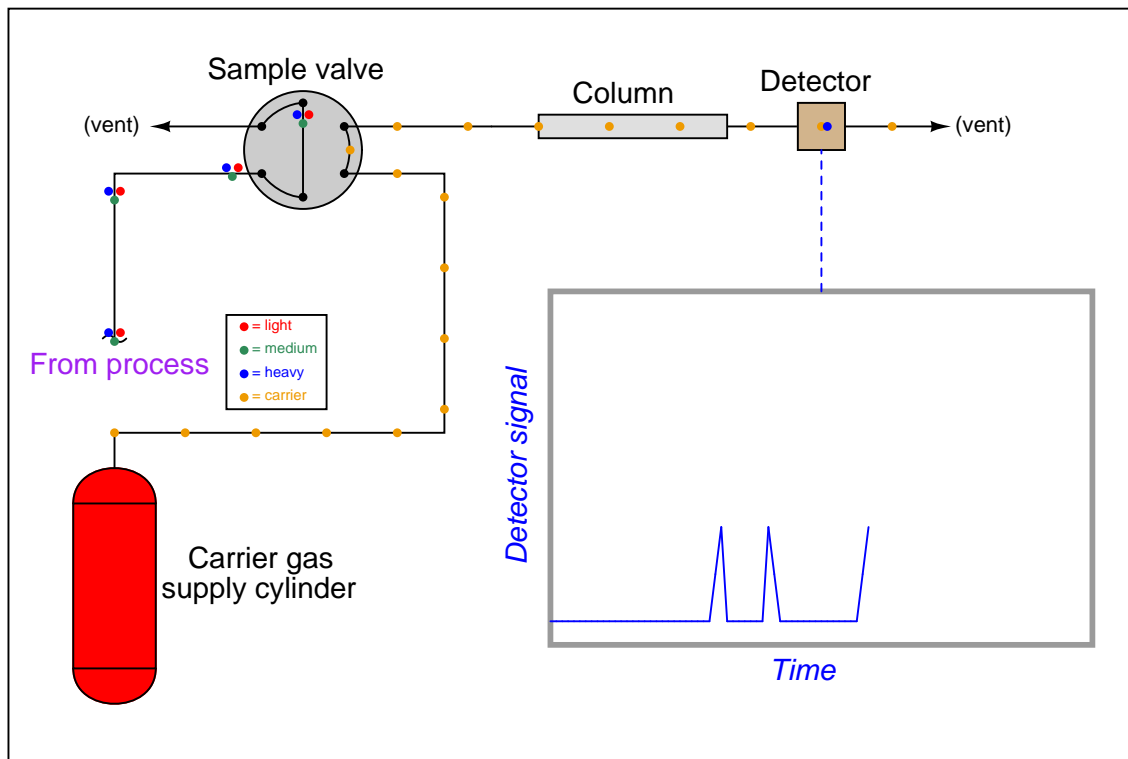 Sample valve
Column
Detector
(vent)
(vent)
= light
= medium
= heavy
= carrier
From process
Detector signal
Carrier gas
supply cylinder
Time